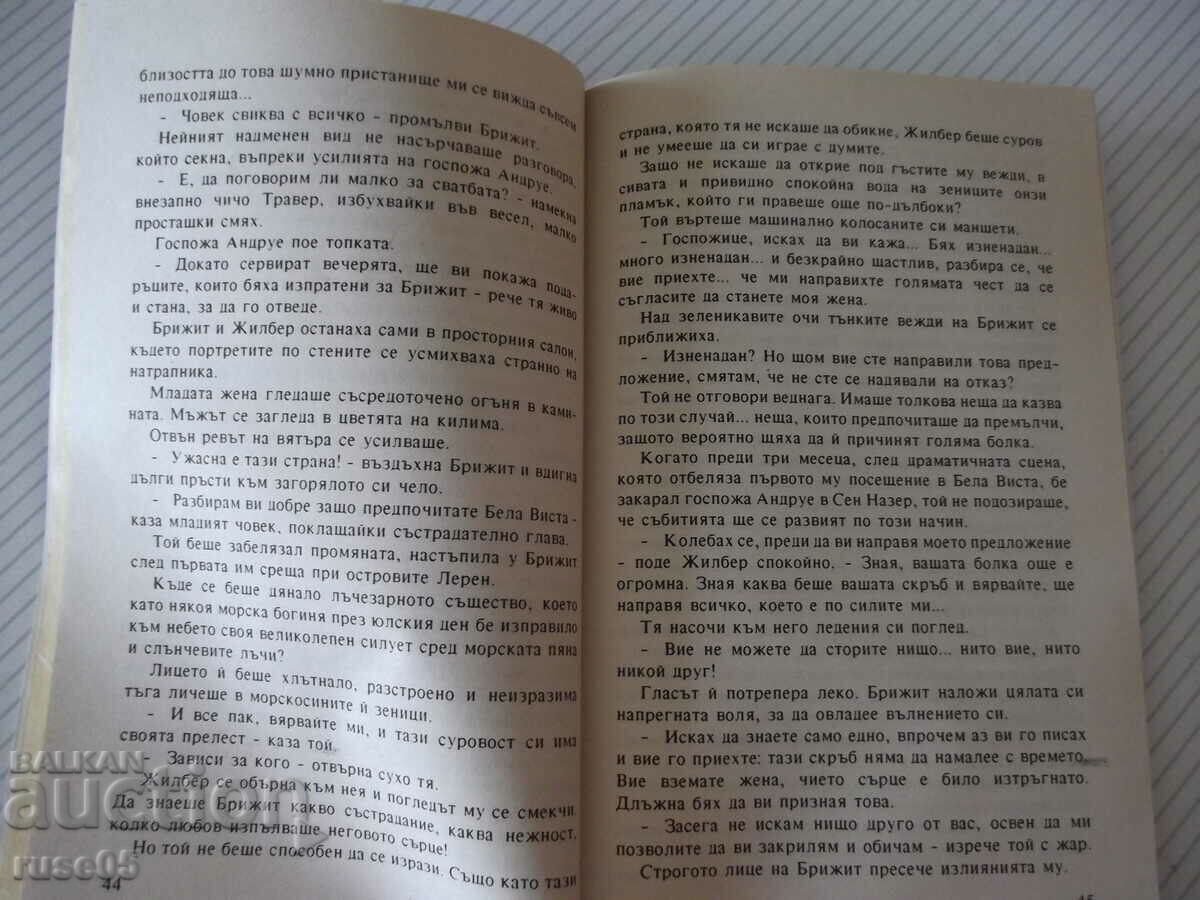 близостта до това шумно пристанище ми се вижда съвсем
неподходяща...
- Човек свиква с всичко - промълви Брижит.
Нейният надменен вид не насърчаваше разговора,
който секна, въпреки усилията на госпожа Андруе.
- Е, да поговорим ли малко за сватбата? - намекна
внезапно чичо Травер, избухвайки във весел, малко
просташки смях.
Госпожа Андруе пое топката.
- Докато сервират вечерята, ще ви покажа пода-
ръците, които бяха изпратени за Брижит - рече тя живо
и стана, за да го отведе.
Брижит и Жилбер останаха сами в просторния салон,
където портретите по стените се усмихваха странно на
натрапника.
Младата жена гледаше съсредоточено огъня в ками-
ната. Мъжът се загледа в цветята на килима.
Отвън ревът на вятъра се усилваше.
- Ужасна е тази страна! - въздъхна Брижит и вдигна
дълги пръсти към загорялото си чело.
- Разбирам ви добре защо предпочитате Бела Виста -
каза младият човек, поклащайки състрадателно глава.
Той беше забелязал промяната, настъпила у Брижит
след първата им среща при островите Лерен.
Къде се беше дянало лъчезарното същество, което
като някоя морска богиня през юлския ден бе изправило
към небето своя великолепен силует сред морската пяна
и слънчевите лъчи?
Лицето ѝ беше хлътнало, разстроено и неизразима
тъга личеше в морскосините ѝ зеници.
- И все пак, вярвайте ми, и тази суровост си има
своята прелест - каза той.
- Зависи за кого - отвърна сухо тя.
Жилбер се обърна към нея и погледът му се смекчи.
Да знаеше Брижит какво състрадание, каква нежност,
колко любов изпълваше неговото сърце!
Но той не беше способен да се изрази. Също като тази
44
страна, която тя не искаше да обикне, Жилбер беше суров
и не умееше да си играе с думите.
Защо не искаше да открие под гъстите му вежди, в
сивата и привидно спокойна вода на зениците онзи
пламък, който ги правеше още по-дълбоки?
Той въртеше машинално колосаните си маншети.
- Госпожице, исках да ви кажа... Бях изненадан...
много изненадан... и безкрайно щастлив, разбира се, че
вие приехте... че ми направихте голямата чест да се
съгласите да станете моя жена.
Над зеленикавите очи тънките вежди на Брижит се
приближиха.
- Изненадан? Но щом вие сте направили това пред-
ложение, смятам, че не сте се надявали на отказ?
Той не отговори веднага. Имаше толкова неща да казва
по този случай... неща, които предпочиташе да премълчи,
защото вероятно щяха да ѝ причинят голяма болка.
Когато преди три месеца, след драматичната сцена,
която отбеляза първото му посещение в Бела Виста, бе
закарал госпожа Андруе в Сен Назер, той не подозираше,
че събитията ще се развият по този начин.
- Колебах се, преди да ви направя моето предложение
- поде Жилбер спокойно. - Зная, вашата болка още е
огромна. Зная каква беше вашата скръб и вярвайте, ще
направя всичко, което е по силите ми...
Тя насочи към него ледения си поглед.
- Вие не можете да сторите нищо... нито вие, нито
никой друг!
Гласът ѝ потрепера леко. Брижит наложи цялата си
напрегната воля, за да овладее вълнението си.
- Исках да знаете само едно, впрочем аз ви го писах
и вие го приехте: тази скръб няма да намалее с времето.
Вие вземате жена, чието сърце е било изтръгнато.
Длъжна бях да ви призная това.
- Засега не искам нищо друго от вас, освен да ми
позволите да ви закрилям и обичам - изрече той с жар.
Строгото лице на Брижит пресече излиянията му.
45
BALKAN
auction
ruse05